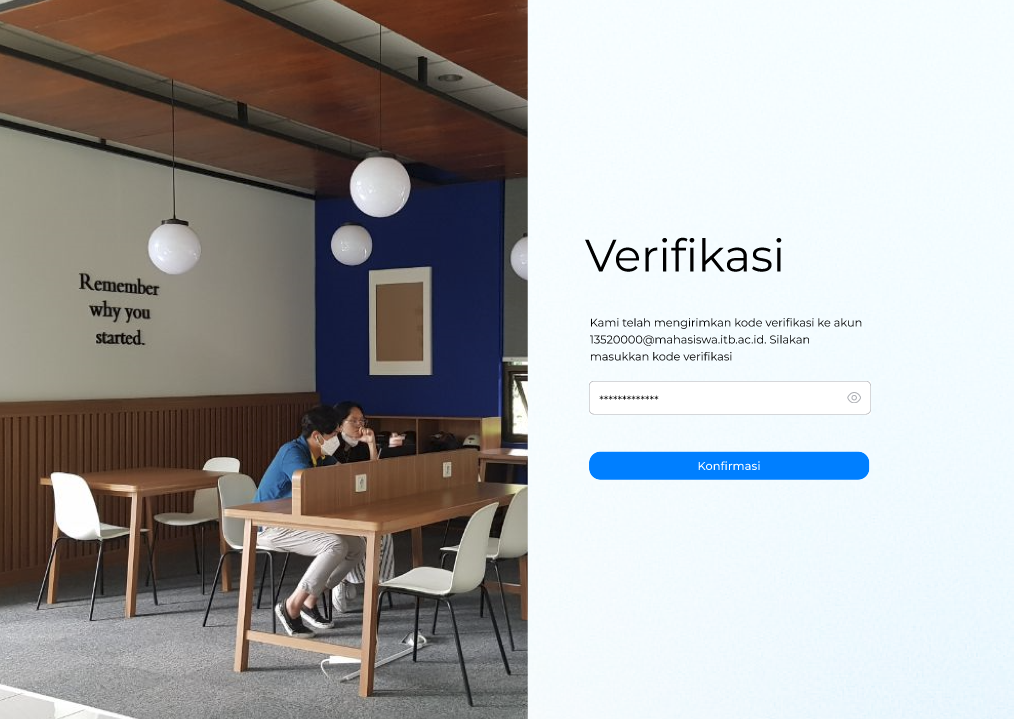 Remember
why you
started.
Verifikasi
Kami telah mengirimkan kode verifikasi ke akun
13520000@mahasiswa.itb.ac.id. Silakan
masukkan kode verifikasi
*************
Konfirmasi